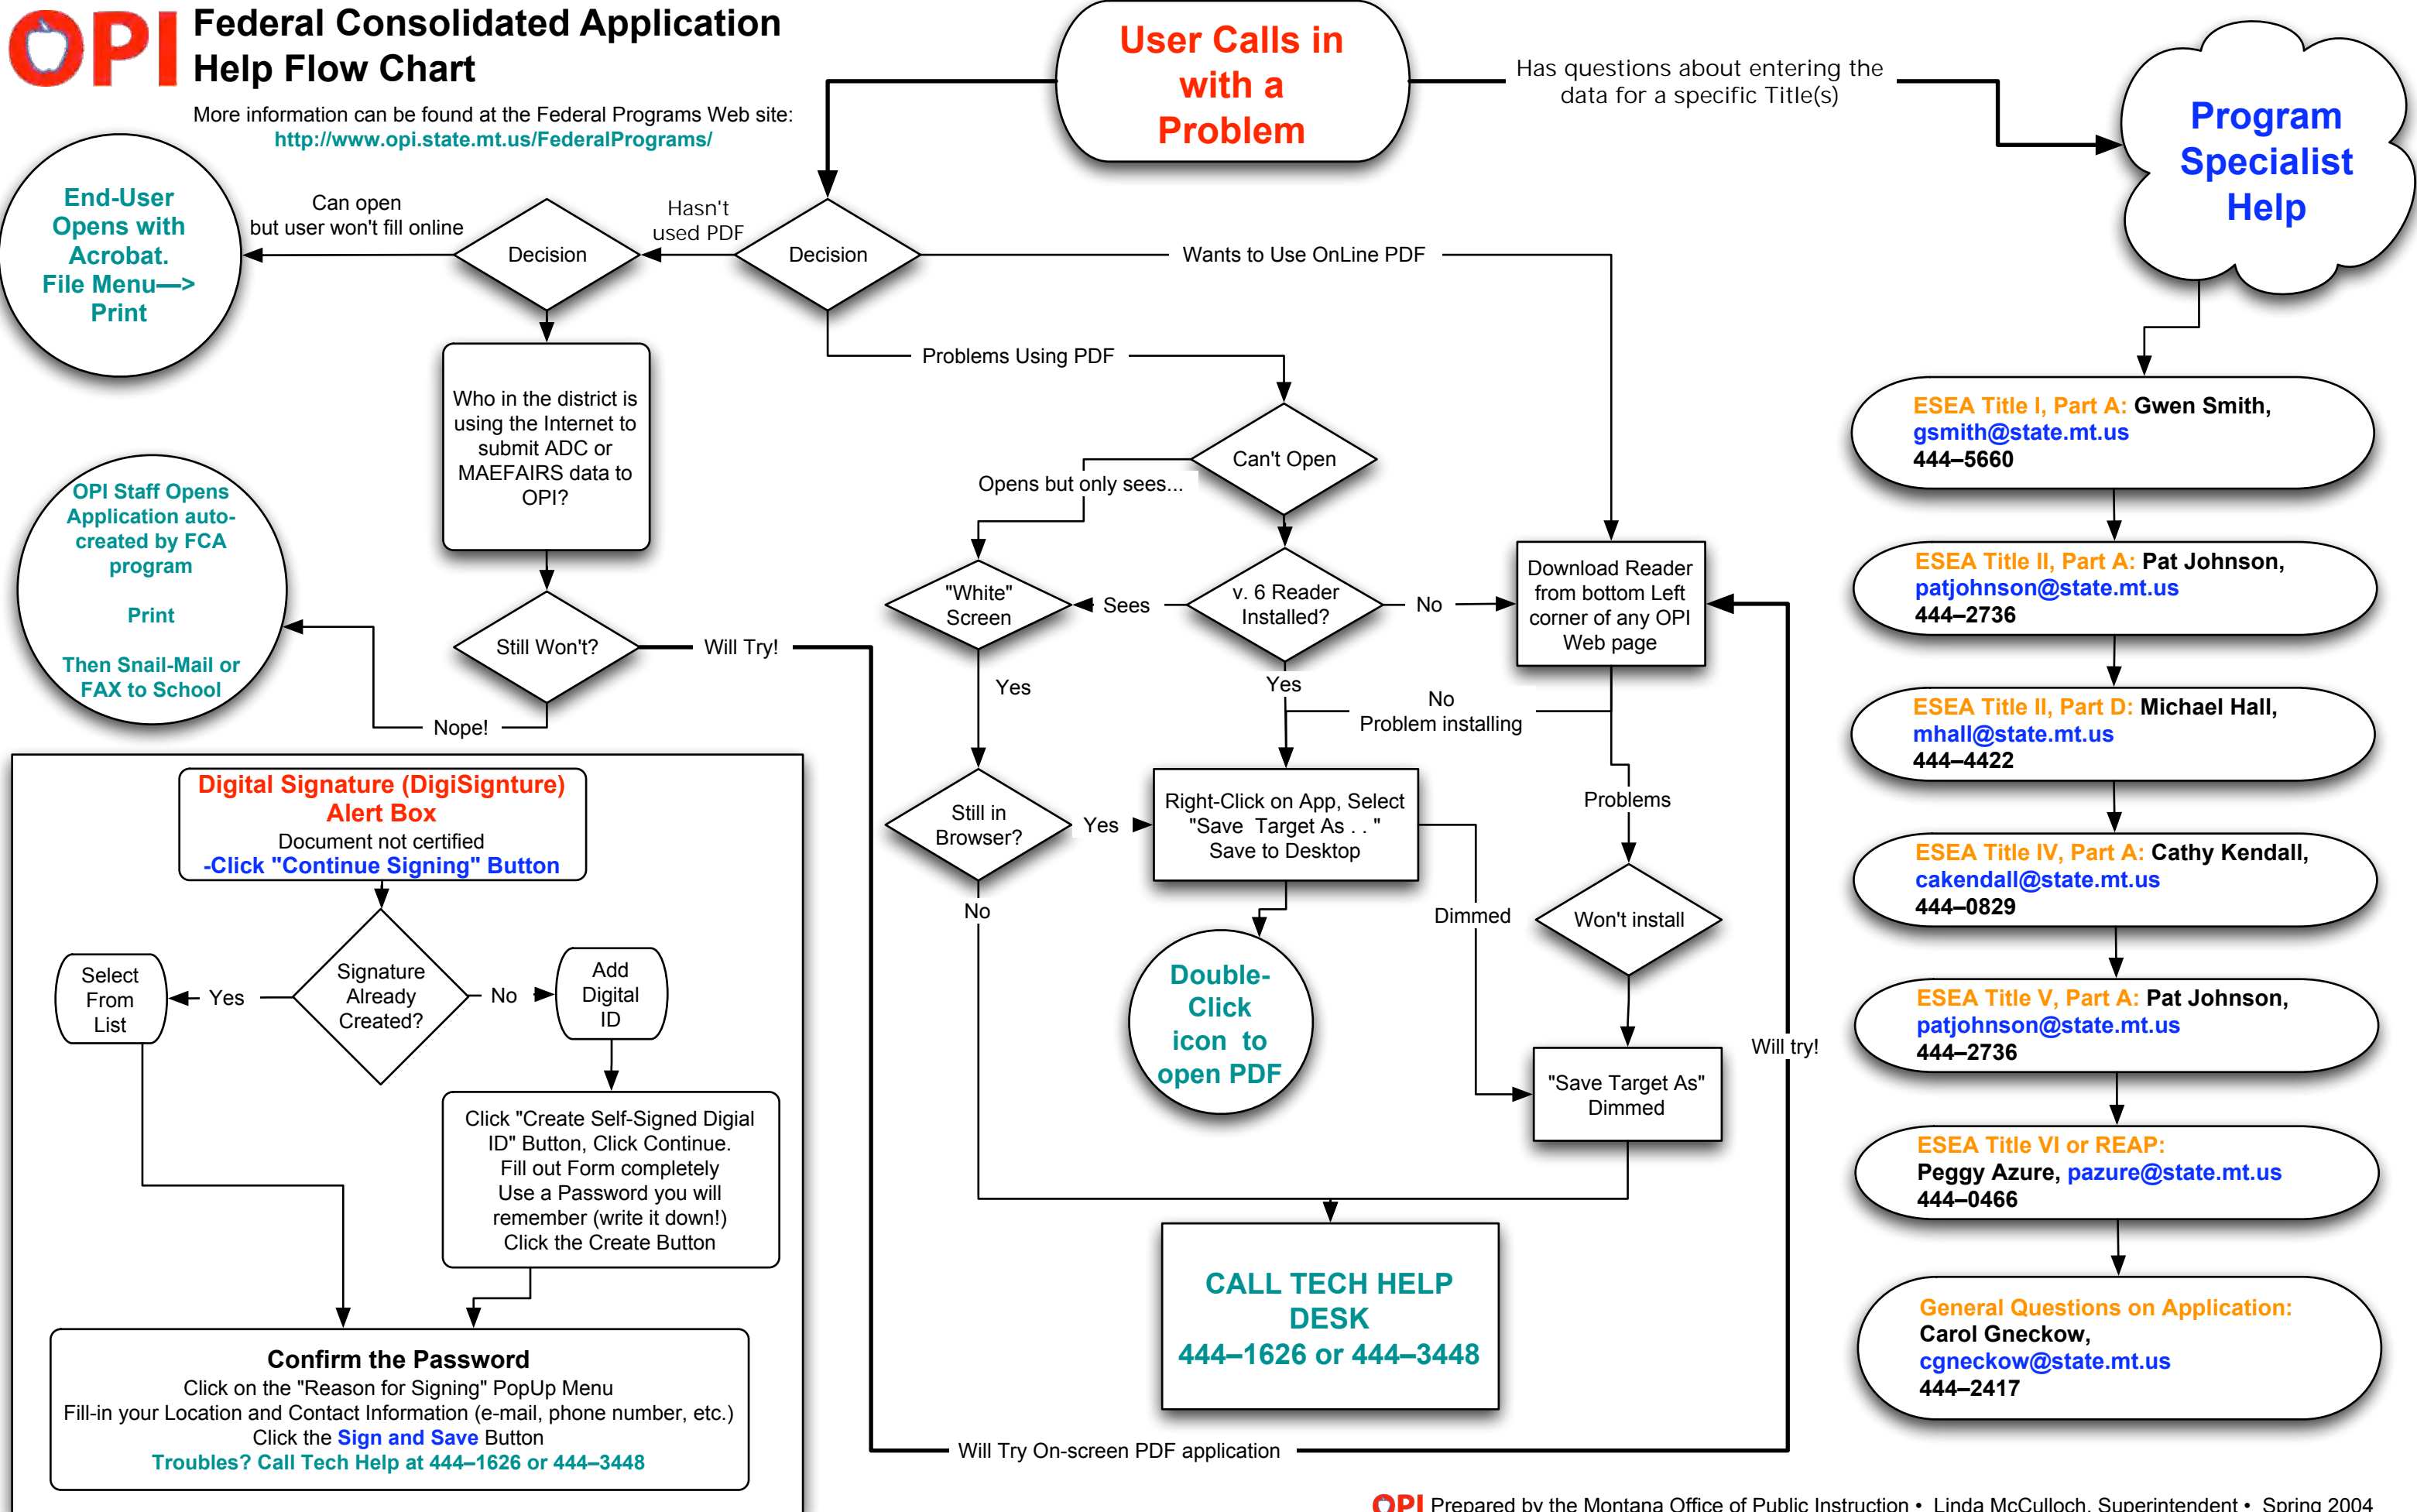 OPI
Federal Consolidated Application
Help Flow Chart
More information can be found at the Federal Programs Web site:
http://www.opi.state.mt.us/FederalPrograms/
User Calls in
with a
Problem
Has questions about entering the
data for a specific Title(s)
Program
Specialist
Help
End-User
Opens with
Acrobat.
File Menu—>
Print
Can open
but user won't fill online
Decision
Hasn't
used PDF
Decision
Wants to Use OnLine PDF
Problems Using PDF
Who in the district is
using the Internet to
submit ADC or
MAEFAIRS data to
OPI?
Can't Open
Opens but only sees...
OPI Staff Opens
Application auto-
created by FCA
program
Print
Then Snail-Mail or
FAX to School
Still Won't?
Will Try!
Nope!
"White"
Screen
Sees
v. 6 Reader
Installed?
No
Download Reader
from bottom Left
corner of any OPI
Web page
Yes
Yes
No
Problem installing
Still in
Browser?
Yes
Right-Click on App, Select
"Save Target As . . "
Save to Desktop
Problems
No
Dimmed
Won't install
Double-
Click
icon to
open PDF
"Save Target As"
Dimmed
Will try!
CALL TECH HELP
DESK
444–1626 or 444–3448
Will Try On-screen PDF application
Digital Signature (DigiSignture)
Alert Box
Document not certified
-Click "Continue Signing" Button
Select
From
List
Yes
Signature
Already
Created?
No
Add
Digital
ID
Click "Create Self-Signed Digial
ID" Button, Click Continue.
Fill out Form completely
Use a Password you will
remember (write it down!)
Click the Create Button
Confirm the Password
Click on the "Reason for Signing" PopUp Menu
Fill-in your Location and Contact Information (e-mail, phone number, etc.)
Click the Sign and Save Button
Troubles? Call Tech Help at 444–1626 or 444–3448
ESEA Title I, Part A: Gwen Smith,
gsmith@state.mt.us
444–5660
ESEA Title II, Part A: Pat Johnson,
patjohnson@state.mt.us
444–2736
ESEA Title II, Part D: Michael Hall,
mhall@state.mt.us
444–4422
ESEA Title IV, Part A: Cathy Kendall,
cakendall@state.mt.us
444–0829
ESEA Title V, Part A: Pat Johnson,
patjohnson@state.mt.us
444–2736
ESEA Title VI or REAP:
Peggy Azure, pazure@state.mt.us
444–0466
General Questions on Application:
Carol Gneckow,
cgneckow@state.mt.us
444–2417
OPI Prepared by the Montana Office of Public Instruction • Linda McCulloch, Superintendent • Spring 2004